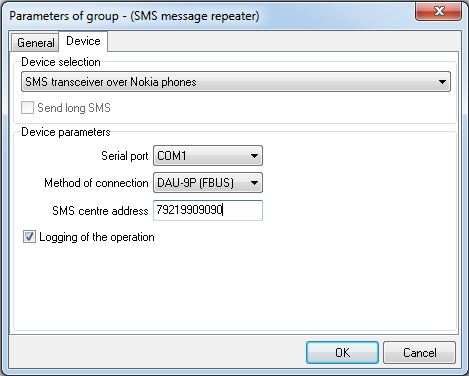 Parameters of group - (SMS message repeater)
General Device
Device selection
SMS transceiver over Nokia phones
Send long SMS
Device parameters
Serial port COM1
Method of connection DAU-9P (FBUS)
SMS centre address 79219909090
Logging of the operation
OK Cancel